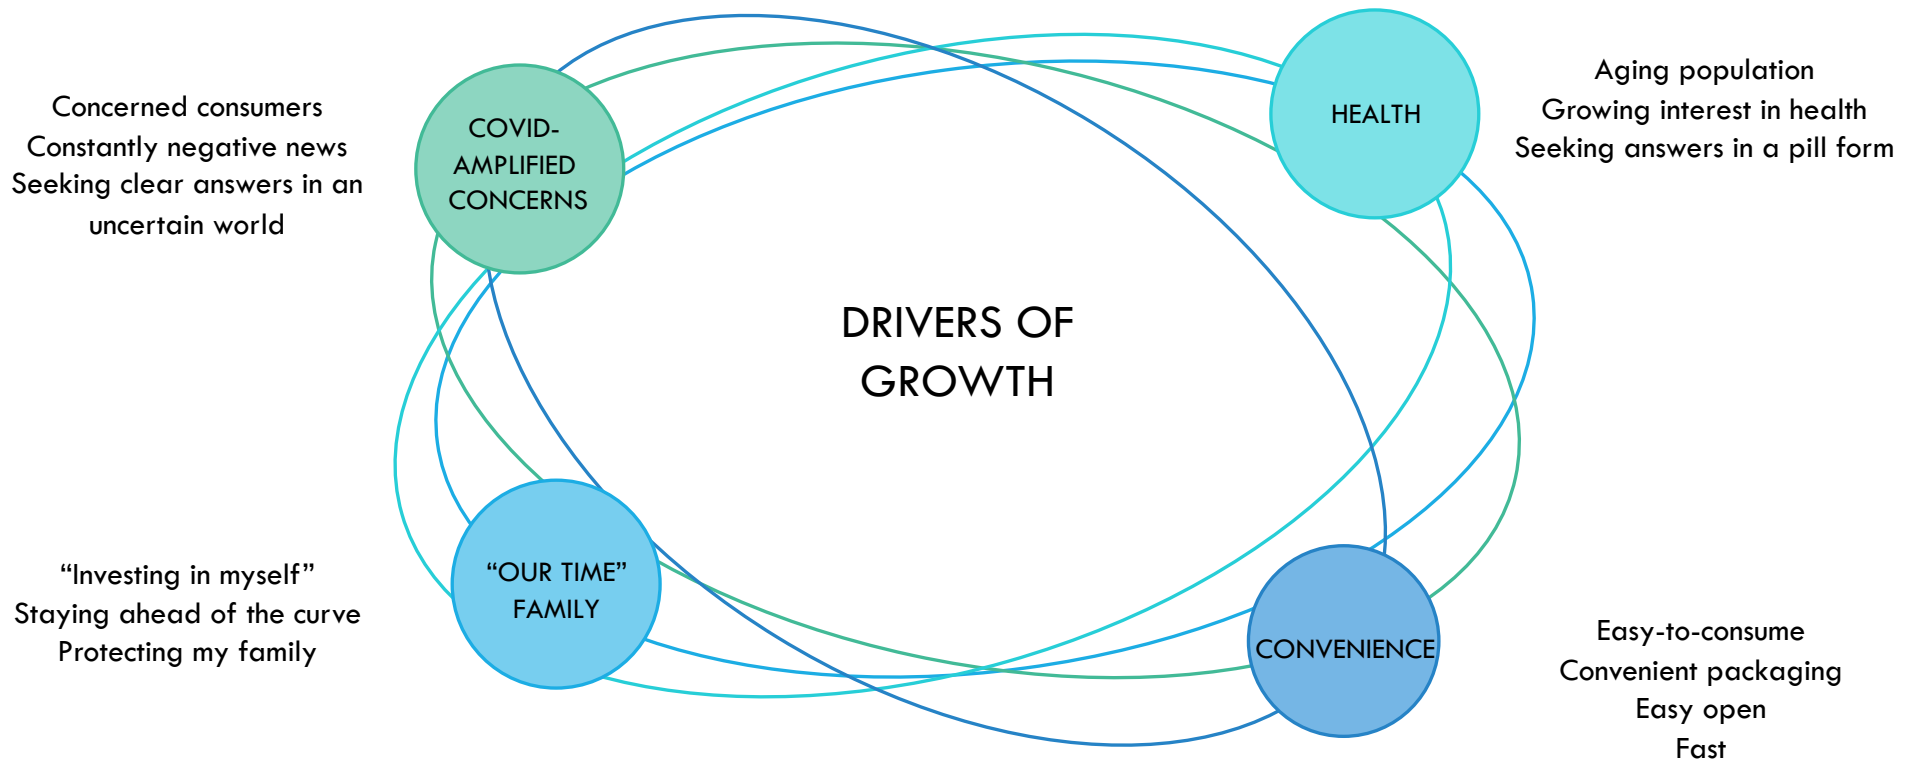 Concerned consumers
Constantly negative news
Seeking clear answers in an
uncertain world
COVID-
AMPLIFIED
CONCERNS
HEALTH
Aging population
Growing interest in health
Seeking answers in a pill form
DRIVERS OF
GROWTH
“Investing in myself”
Staying ahead of the curve
Protecting my family
“OUR TIME”
FAMILY
CONVENIENCE
Easy-to-consume
Convenient packaging
Easy open
Fast